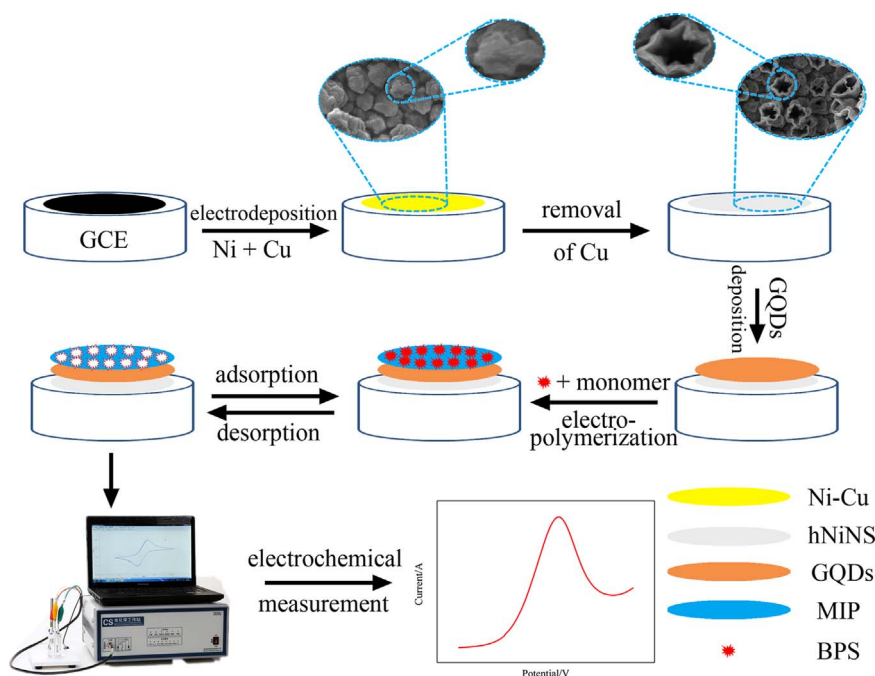 GCE
electrodeposition
Ni + Cu
removal
of Cu
GQDs
deposition
+ monomer
electro-
polymerization
adsorption
desorption
electrochemical
measurement
Current/A
Potential/V
Ni-Cu
hNiNS
GQDs
MIP
BPS
CS